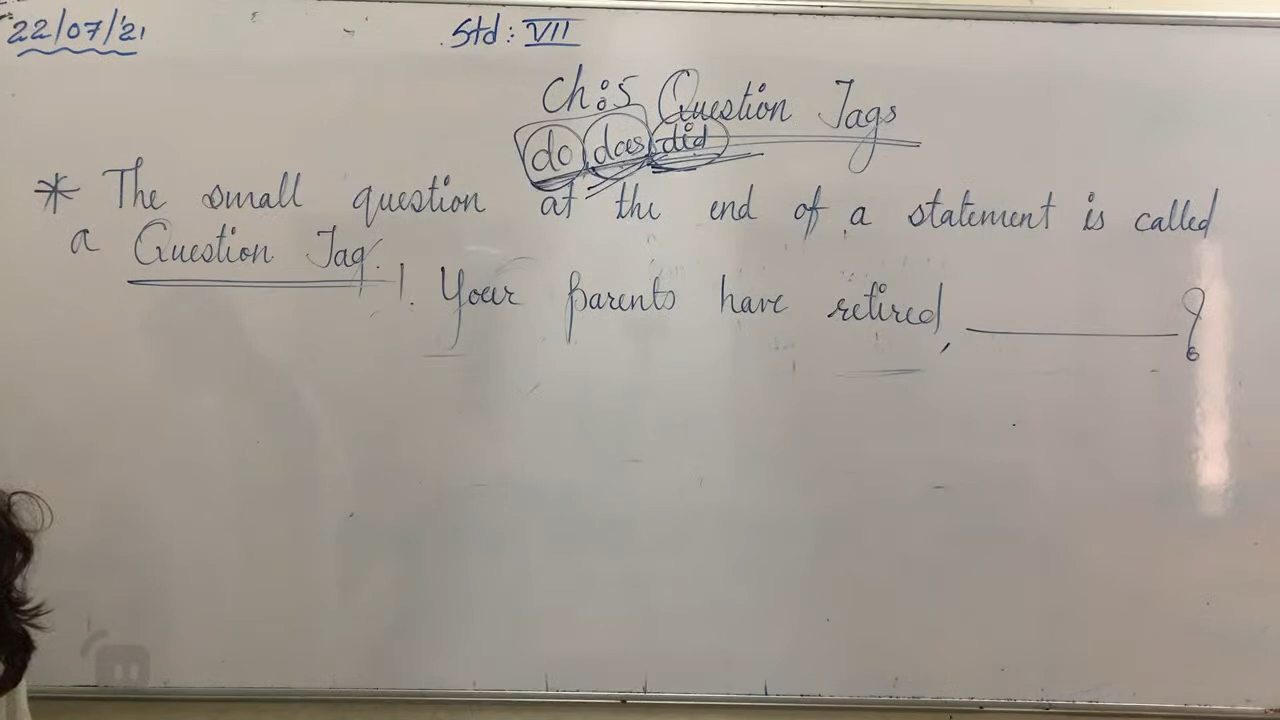 22/07/21
Std: VII
Ch:5 Question Tags
do does did
* The small question at the end of a statement is called
a Question Tag.
1. Your parents have retired, ________?